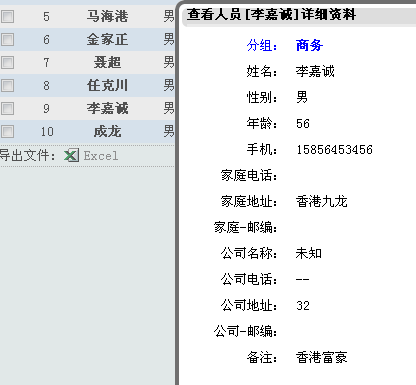 5 马海港 男
6 金家正 男
7 聂超 男
8 任克川 男
9 李嘉诚 男
10 成龙 男
导出文件: Excel
查看人员[李嘉诚]详细资料
分组: 商务
姓名: 李嘉诚
性别: 男
年龄: 56
手机: 15856453456
家庭电话:
家庭地址: 香港九龙
家庭-邮编:
公司名称: 未知
公司电话: --
公司地址: 32
公司-邮编:
备注: 香港富豪